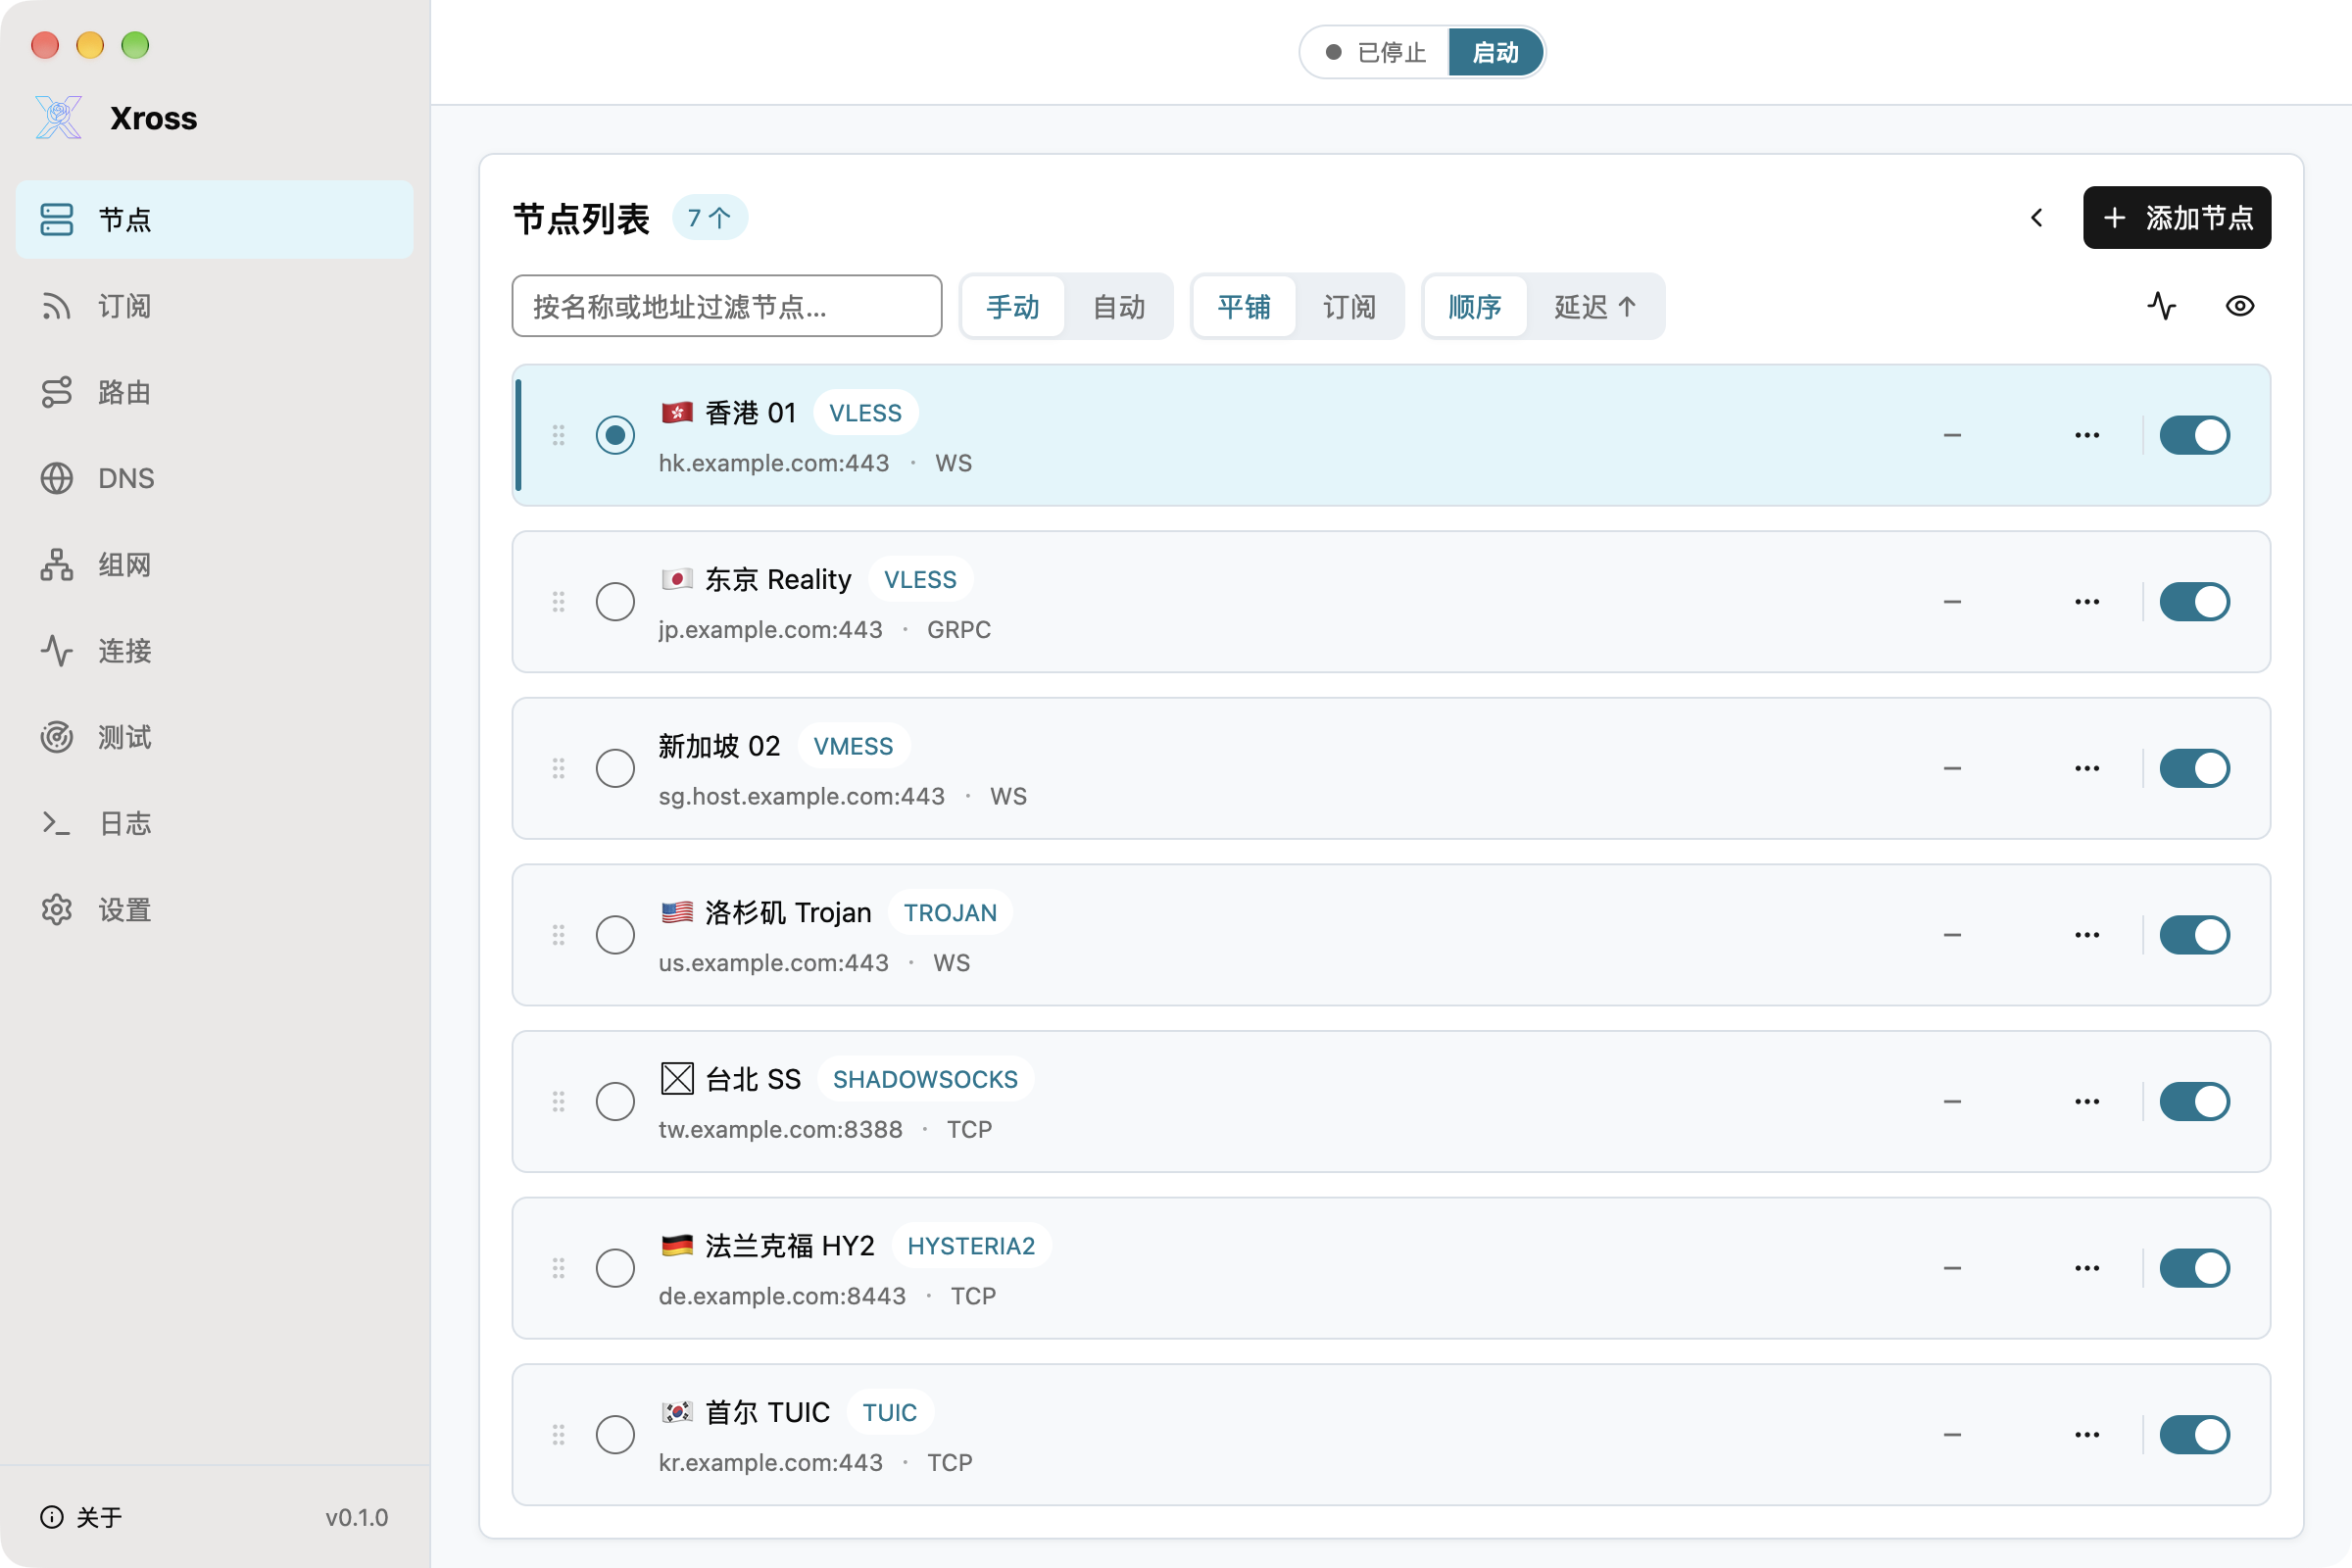 已停止 启动
Xross
节点
订阅
路由
DNS
组网
连接
测试
日志
设置
关于 v0.1.0
节点列表 7 个
添加节点
按名称或地址过滤节点... 手动 自动 平铺 订阅 顺序 延迟 ↑
香港 01 VLESS
hk.example.com:443 · WS
东京 Reality VLESS
jp.example.com:443 · GRPC
新加坡 02 VMESS
sg.host.example.com:443 · WS
洛杉矶 Trojan TROJAN
us.example.com:443 · WS
台北 SS SHADOWSOCKS
tw.example.com:8388 · TCP
法兰克福 HY2 HYSTERIA2
de.example.com:8443 · TCP
首尔 TUIC TUIC
kr.example.com:443 · TCP